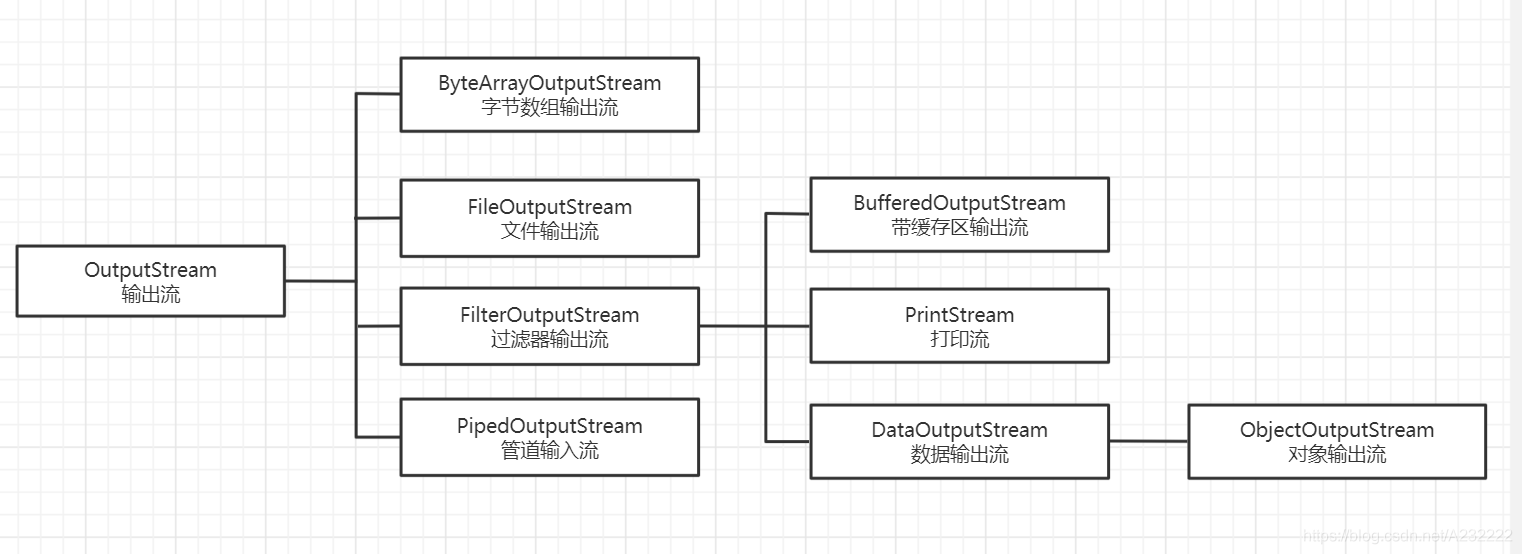 ByteArrayOutputStream
字节数组输出流
FileOutputStream
文件输出流
BufferedOutputStream
带缓存区输出流
OutputStream
输出流
FilterOutputStream
过滤器输出流
PrintStream
打印流
PipedOutputStream
管道输入流
DataOutputStream
数据输出流
ObjectOutputStream
对象输出流
https://blog.csdn.net/A232222